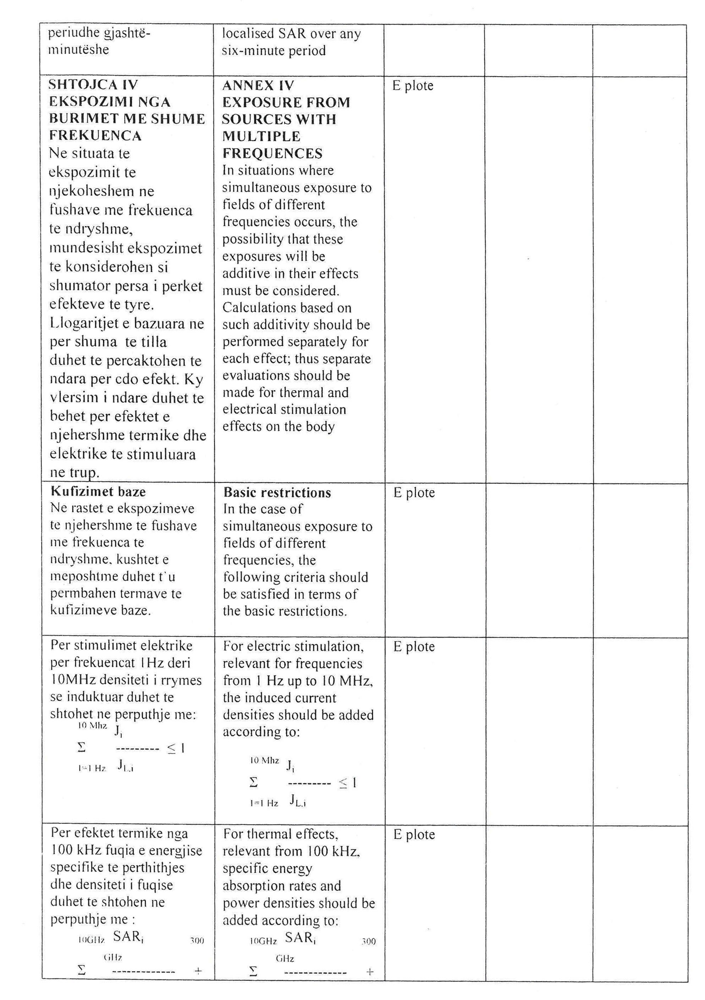 periudhe gjashtë-
minutëshe
localised SAR over any
six-minute period
SHTOJCA IV
EKSPOZIMI NGA
BURIMET ME SHUME
FREKUENCA
Ne situata te
ekspozimit te
njekoheshem ne
fushave me frekuenca
te ndryshme,
mundesisht ekspozimet
te konsiderohen si
shumator persa i perket
efekteve te tyre.
Llogaritjet e bazuara ne
per shuma te tilla
duhet te percaktohen te
ndara per cdo efekt. Ky
vlersim i ndare duhet te
behet per efektet e
njehershme termike dhe
elektrike te stimuluara
ne trup.
ANNEX IV
EXPOSURE FROM
SOURCES WITH
MULTIPLE
FREQUENCES
In situations where
simultaneous exposure to
fields of different
frequencies occurs, the
possibility that these
exposures will be
additive in their effects
must be considered.
Calculations based on
such additivity should be
performed separately for
each effect; thus separate
evaluations should be
made for thermal and
electrical stimulation
effects on the body
E plote
Kufizimet baze
Ne rastet e ekspozimeve
te njehershme te fushave
me frekuenca te
ndryshme, kushtet e
meposhtme duhet t`u
permbahen termave te
kufizimeve baze.
Basic restrictions
In the case of
simultaneous exposure to
fields of different
frequencies, the
following criteria should
be satisfied in terms of
the basic restrictions.
E plote
Per stimulimet elektrike
per frekuencat 1Hz deri
10MHz densiteti i rrymes
se induktuar duhet te
shtohet ne perputhje me:
10 Mhz Ji
Σ --------- ≤ 1
I=1 Hz JL.i
For electric stimulation,
relevant for frequencies
from 1 Hz up to 10 MHz,
the induced current
densities should be added
according to:
10 Mhz Ji
Σ --------- ≤ 1
I=1 Hz JL.i
E plote
Per efektet termike nga
100 kHz fuqia e energjise
specifike te perthithjes
dhe densiteti i fuqise
duhet te shtohen ne
perputhje me :
10GHz SARi 300
GHz
Σ ------------- +
For thermal effects,
relevant from 100 kHz,
specific energy
absorption rates and
power densities should be
added according to:
10GHz SARi 300
GHz
Σ ------------- +
E plote